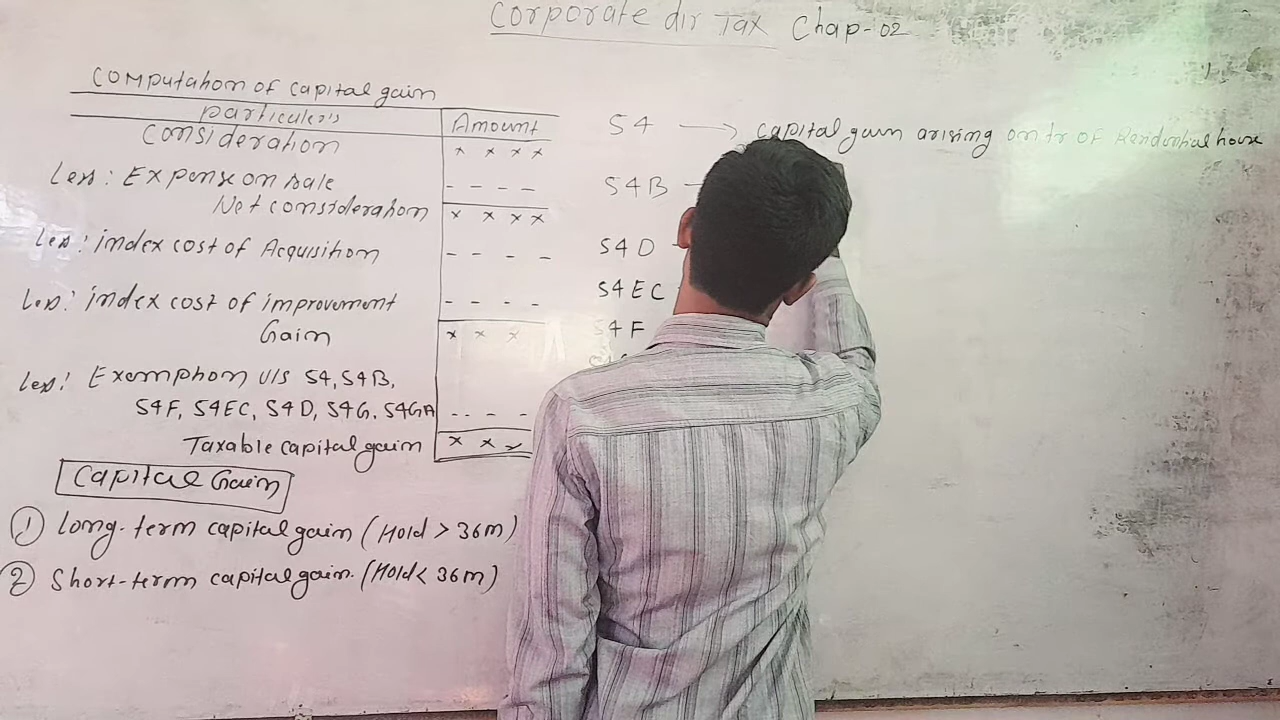 Corporate dir Tax Chap-02
Computation of capital gain
particulers Amount
Consideration × × × ×
Less: Expense on sale - - - -
Net consideration × × × ×
Less: index cost of Acquisition - - - -
Less: index cost of improvement - - - -
Gain × × ×
Less: Exemption u/s 54, 54B,
54F, 54EC, 54D, 54G, 54GA - - - -
Taxable capital gain × × ×
Capital Gain
① Long-term capital gain (Hold > 36m)
② Short-term capital gain. (Hold < 36m)
54 → capital gain arising on tr of Residential house
54B -
54D -
54EC
54F